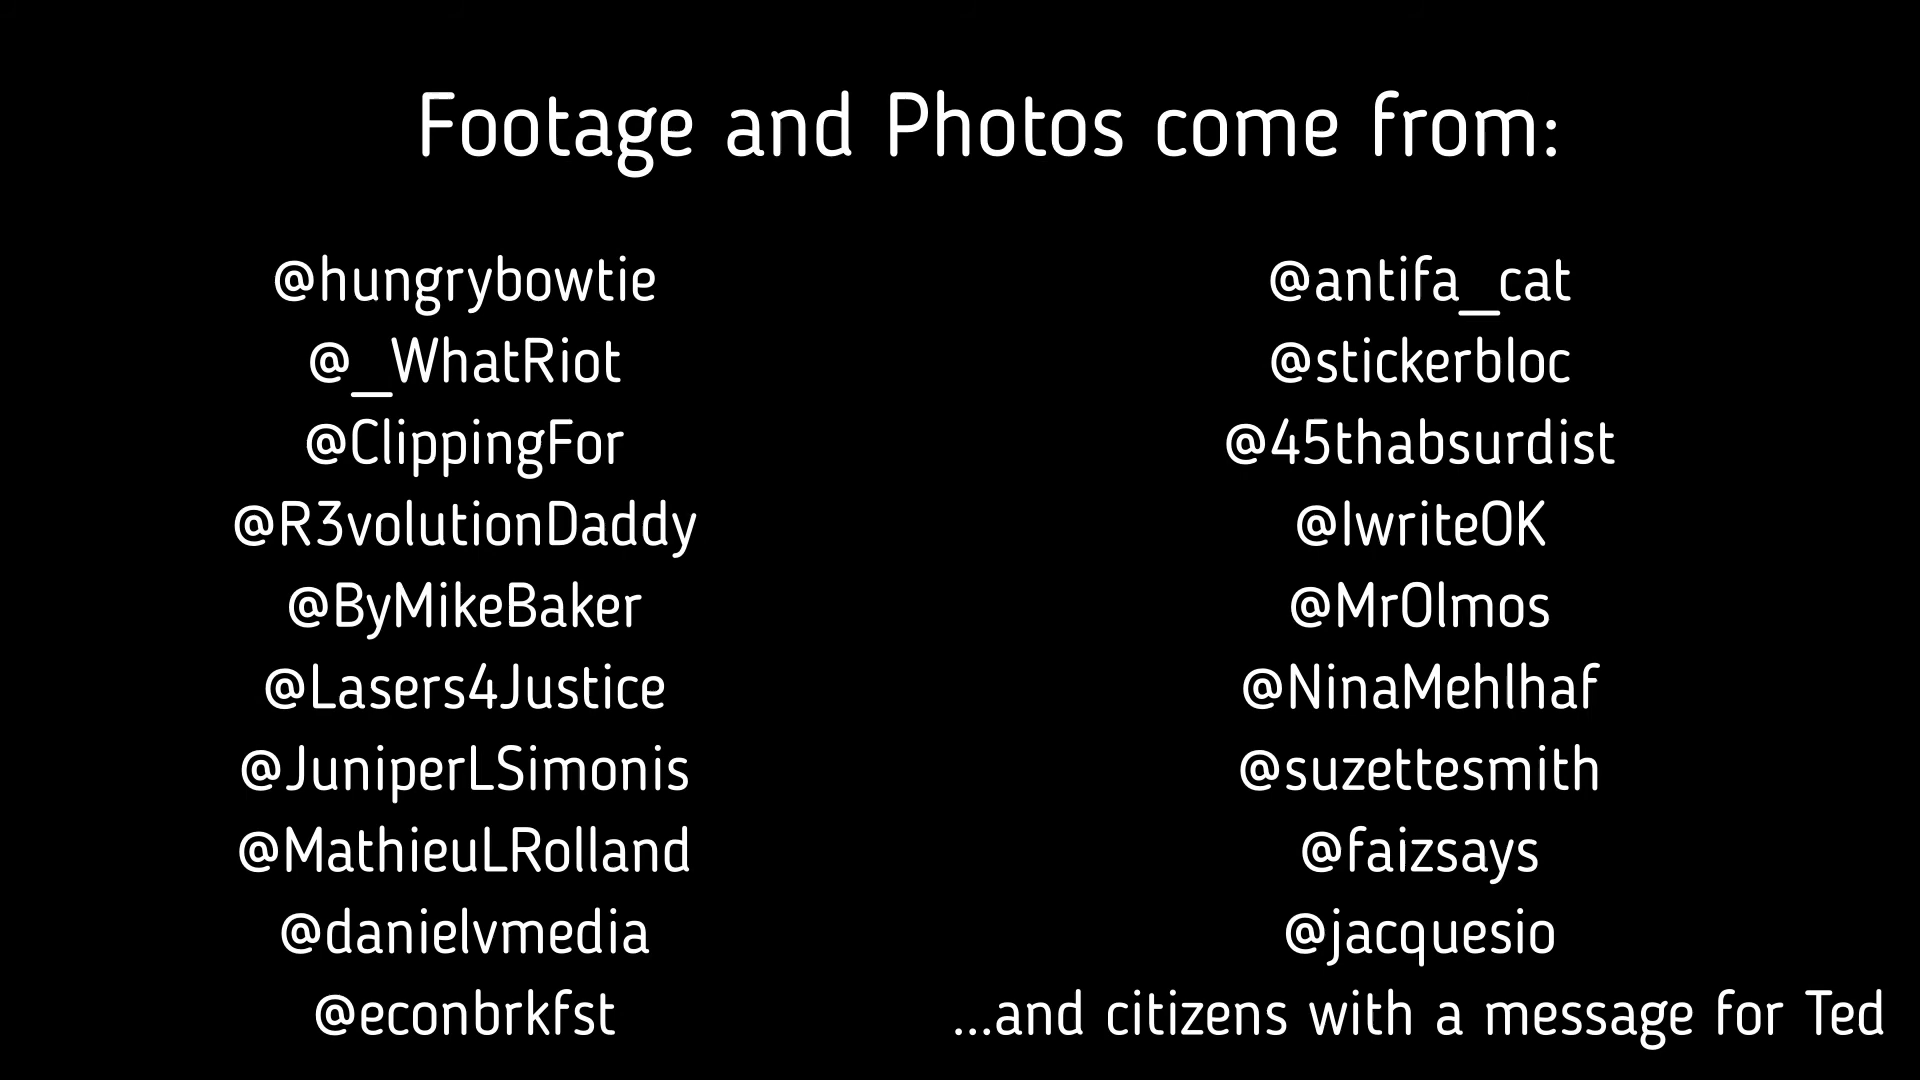 Footage and Photos come from:
@hungrybowtie
@_WhatRiot
@ClippingFor
@R3volutionDaddy
@ByMikeBaker
@Lasers4Justice
@JuniperLSimonis
@MathieuLRolland
@danielvmedia
@econbrkfst
@antifa_cat
@stickerbloc
@45thabsurdist
@IwriteOK
@MrOlmos
@NinaMehlhaf
@suzettesmith
@faizsays
@jacquesio
...and citizens with a message for Ted